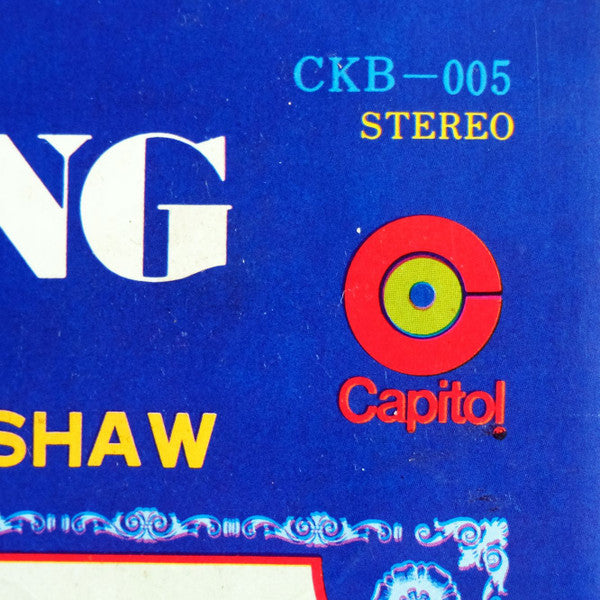 CKB-005
STEREO
NG
Capitol
SHAW